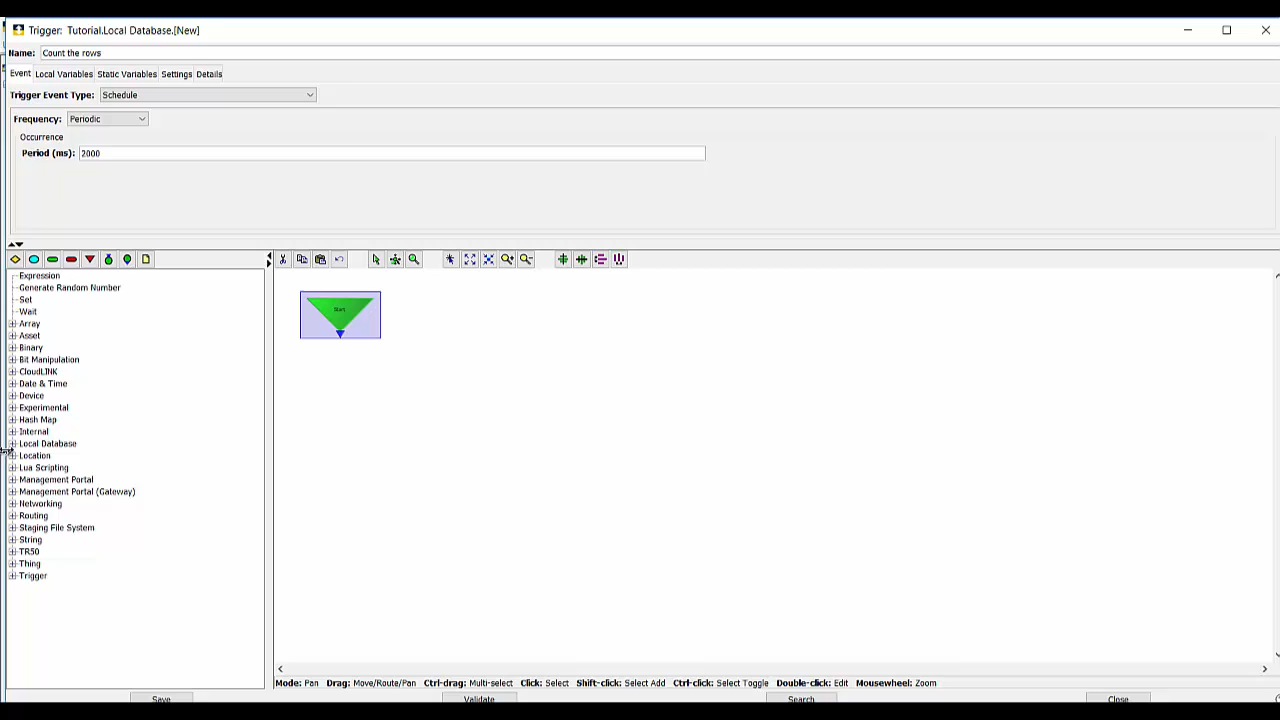 Trigger: Tutorial.Local Database.[New]
Name: Count the rows
Event Local Variables Static Variables Settings Details
Trigger Event Type: Schedule
Frequency: Periodic
Occurrence
Period (ms): 2000
Expression
Generate Random Number
Set
Wait
Array
Asset
Binary
Bit Manipulation
CloudLINK
Date & Time
Device
Experimental
Hash Map
Internal
Local Database
Location
Lua Scripting
Management Portal
Management Portal (Gateway)
Networking
Routing
Staging File System
String
TR50
Thing
Trigger
Start
Mode: Pan Drag: Move/Route/Pan Ctrl-drag: Multi-select Click: Select Shift-click: Select Add Ctrl-click: Select Toggle Double-click: Edit Mousewheel: Zoom
Save Validate Search Close